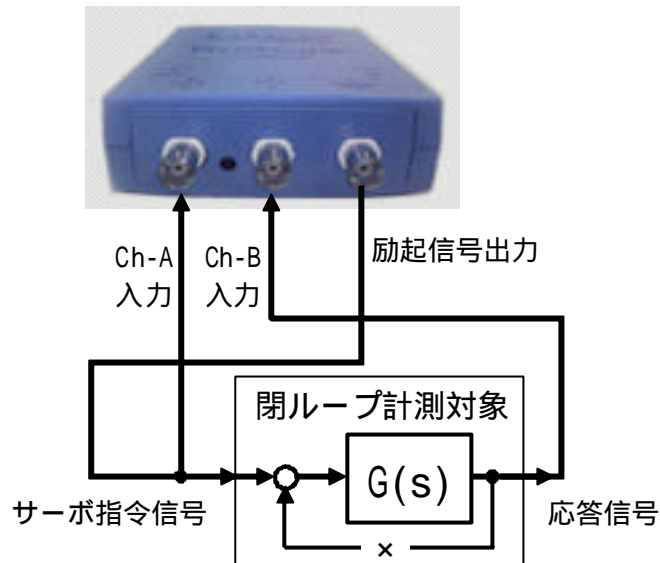 Ch-A
入力
Ch-B
入力
励起信号出力
閉ループ計測対象
G(s)
サーボ指令信号
応答信号
×